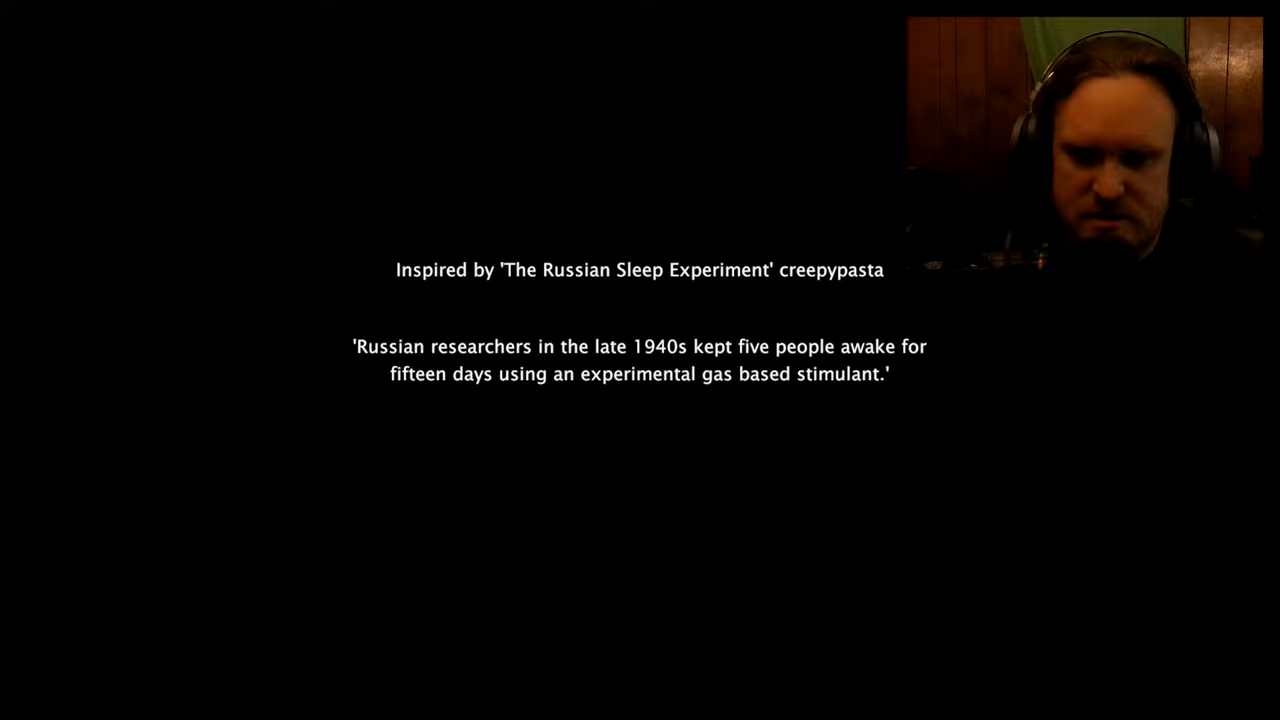 Inspired by 'The Russian Sleep Experiment' creepypasta
'Russian researchers in the late 1940s kept five people awake for
fifteen days using an experimental gas based stimulant.'